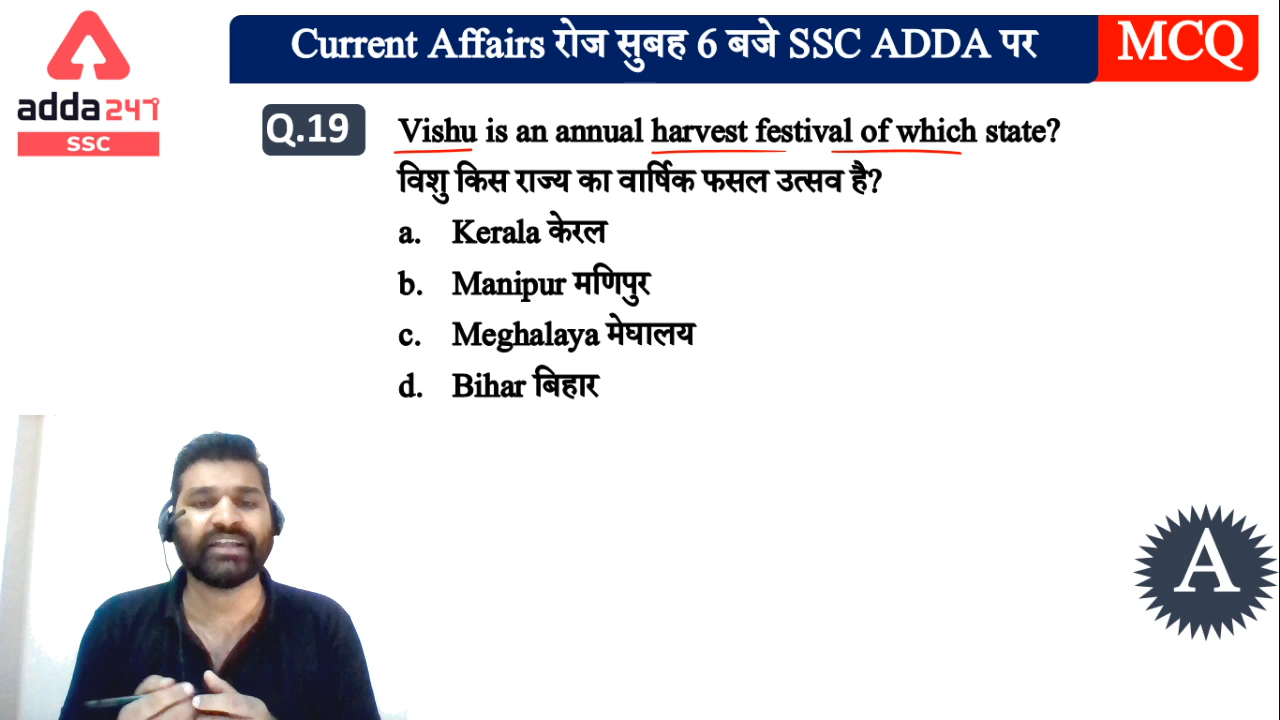 adda247
SSC
Current Affairs रोज सुबह 6 बजे SSC ADDA पर
MCQ
Q.19
Vishu is an annual harvest festival of which state?
विशु किस राज्य का वार्षिक फसल उत्सव है?
a. Kerala केरल
b. Manipur मणिपुर
c. Meghalaya मेघालय
d. Bihar बिहार
A